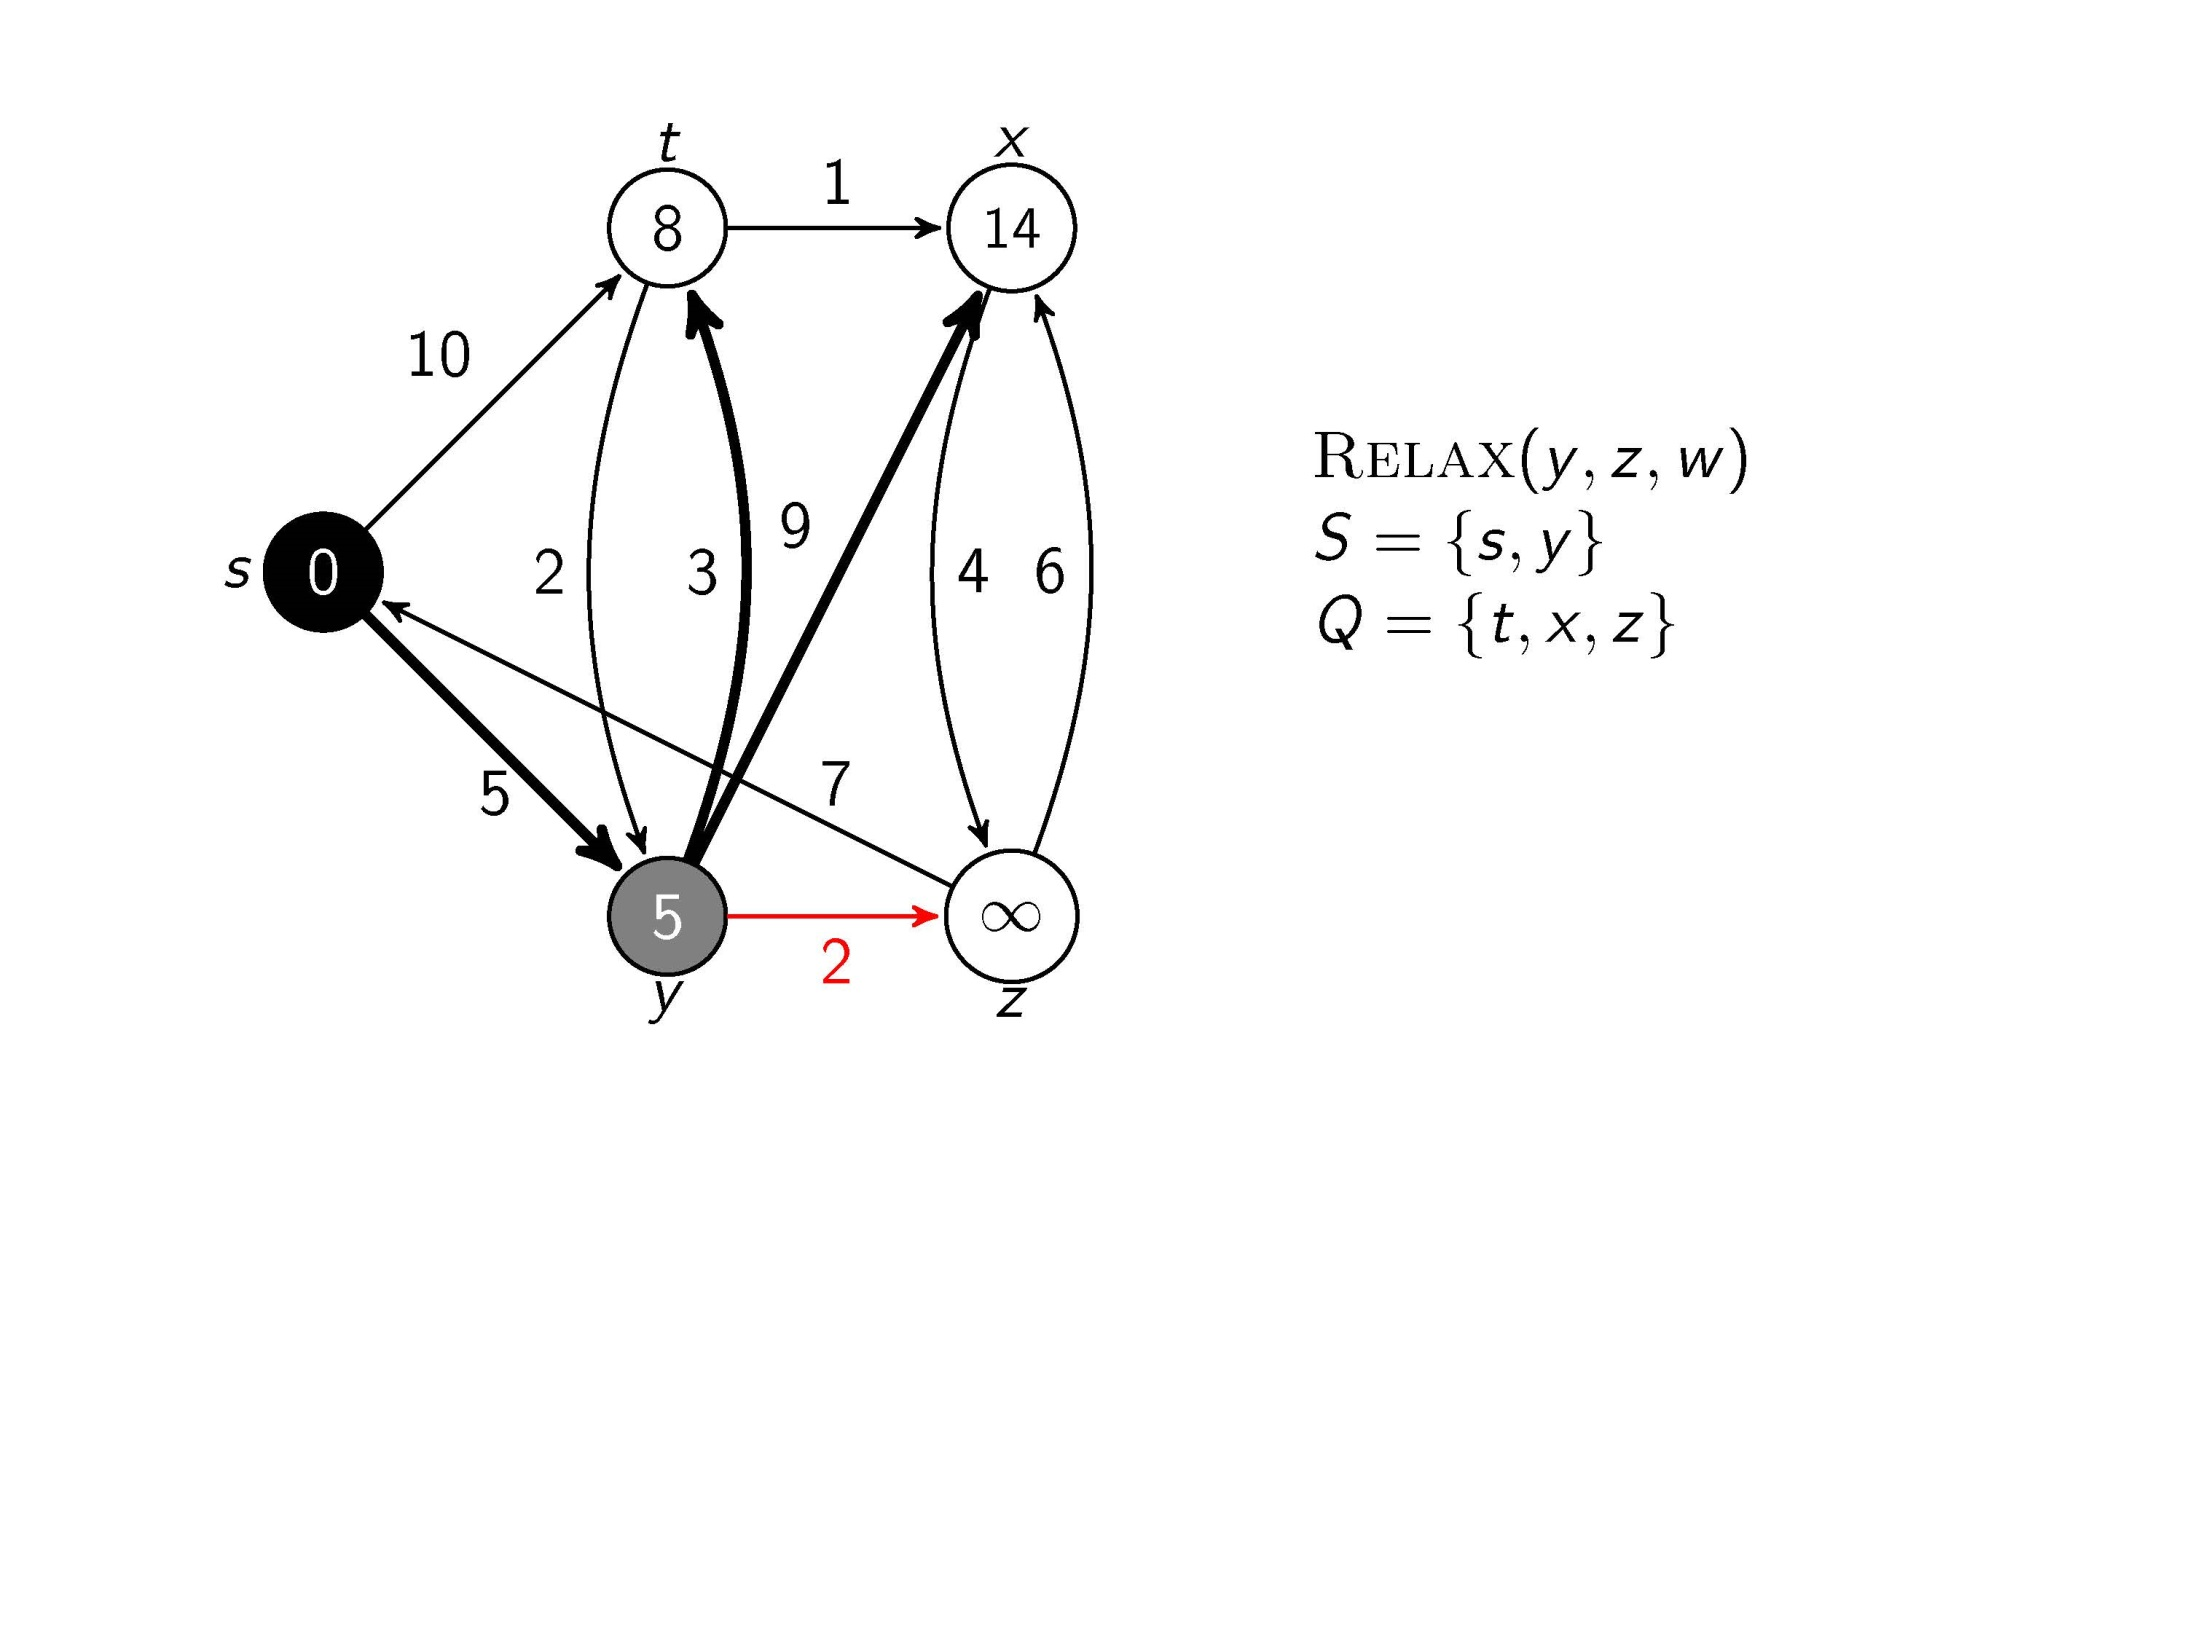 t
x
1
8
14
10
9
s
0
2
3
4
6
7
5
5
∞
2
y
z
RELAX(y, z, w)
S = {s, y}
Q = {t, x, z}